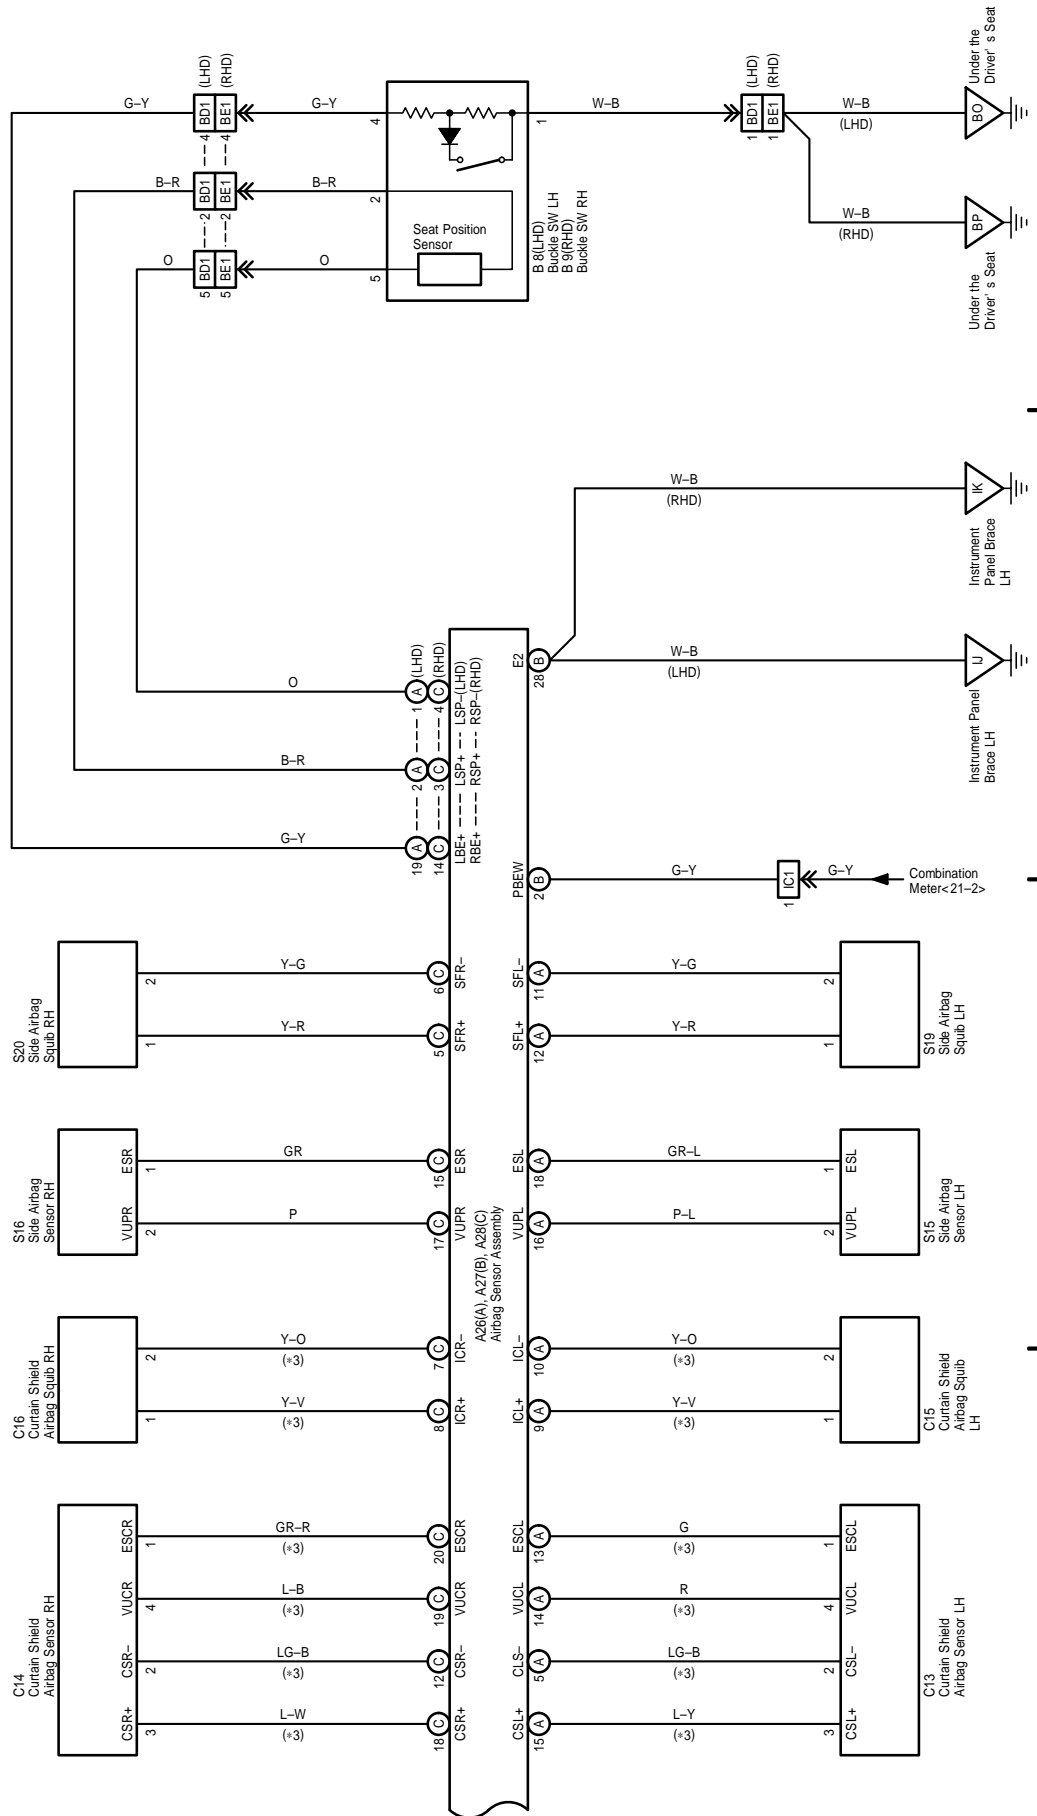 G–Y
4 BD1 (LHD)
4 BE1 (RHD)
G–Y
4
1
W–B
1 BD1 (LHD)
1 BE1 (RHD)
W–B
(LHD)
BO
Under the
Driver' s Seat
B–R
2 BD1
2 BE1
B–R
2
O
5 BD1
5 BE1
O
5
Seat Position
Sensor
B 8(LHD)
Buckle SW LH
B 9(RHD)
Buckle SW RH
W–B
(RHD)
BP
Under the
Driver' s Seat
W–B
(RHD)
IK
Instrument
Panel Brace
LH
W–B
(LHD)
IJ
Instrument Panel
Brace LH
O
1 A (LHD)
4 C (RHD)
LSP–(LHD)
RSP–(RHD)
E2
28 B
B–R
2 A
3 C
LSP+
RSP+
G–Y
19 A
14 C
LBE+
RBE+
PBEW
2 B
G–Y
1 IC1
G–Y
Combination
Meter<21–2>
S20
Side Airbag
Squib RH
2
Y–G
6 C
SFR–
1
Y–R
5 C
SFR+
SFL–
11 A
Y–G
2
SFL+
12 A
Y–R
1
S19
Side Airbag
Squib LH
S16
Side Airbag
Sensor RH
ESR
1
GR
15 C
ESR
VUPR
2
P
17 C
VUPR
ESL
18 A
GR–L
1
ESL
VUPL
16 A
P–L
2
VUPL
S15
Side Airbag
Sensor LH
A26(A), A27(B), A28(C)
Airbag Sensor Assembly
C16
Curtain Shield
Airbag Squib RH
2
Y–O
(*3)
7 C
ICR–
1
Y–V
(*3)
8 C
ICR+
ICL–
10 A
Y–O
(*3)
2
ICL+
9 A
Y–V
(*3)
1
C15
Curtain Shield
Airbag Squib
LH
C14
Curtain Shield
Airbag Sensor RH
ESCR
1
GR–R
(*3)
20 C
ESCR
VUCR
4
L–B
(*3)
19 C
VUCR
CSR–
2
LG–B
(*3)
12 C
CSR–
CSR+
3
L–W
(*3)
18 C
CSR+
ESCL
13 A
G
(*3)
1
ESCL
VUCL
14 A
R
(*3)
4
VUCL
CLS–
5 A
LG–B
(*3)
2
CSL–
CSL+
15 A
L–Y
(*3)
3
CSL+
C13
Curtain Shield
Airbag Sensor LH